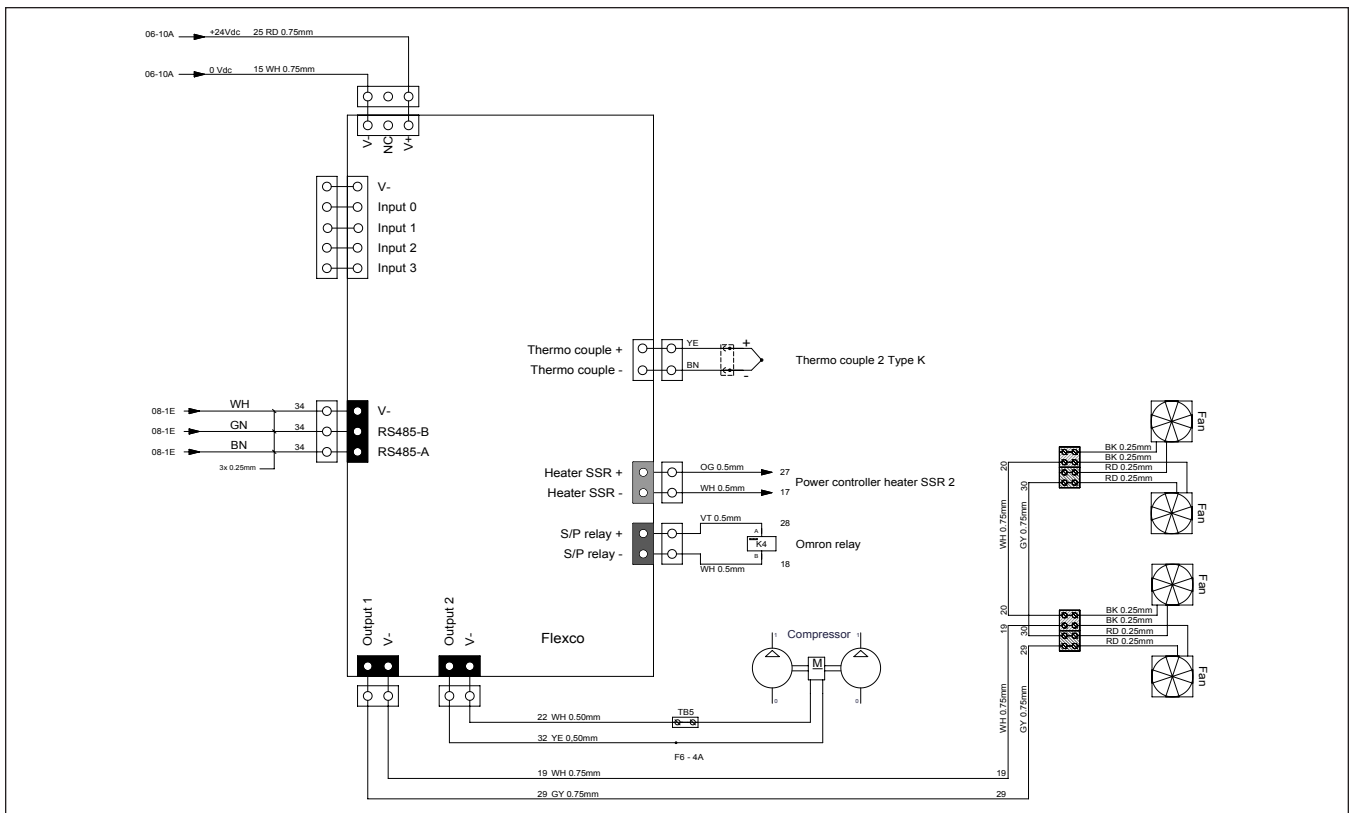 06-10A +24Vdc 25 RD 0.75mm
06-10A 0 Vdc 15 WH 0.75mm
V-
NC
V+
V-
Input 0
Input 1
Input 2
Input 3
Thermo couple + YE +
Thermo couple 2 Type K
Thermo couple - BN -
08-1E WH 34 V-
08-1E GN 34 RS485-B
08-1E BN 34 RS485-A
3x 0.25mm
Heater SSR + OG 0.5mm 27
Power controller heater SSR 2
Heater SSR - WH 0.5mm 17
S/P relay + VT 0.5mm 28
A
K4 Omron relay
B
S/P relay - WH 0.5mm 18
Output 1
V-
Output 2
V-
Flexco
1 Compressor 1
M
0 0
22 WH 0.50mm TB5
32 YE 0,50mm
F6 - 4A
19 WH 0.75mm 19
29 GY 0.75mm 29
Fan
BK 0.25mm
BK 0.25mm
RD 0.25mm
RD 0.25mm
20
30
Fan
WH 0.75mm
GY 0.75mm
Fan
20
19
30
29
BK 0.25mm
BK 0.25mm
RD 0.25mm
RD 0.25mm
Fan
WH 0.75mm
GY 0.75mm